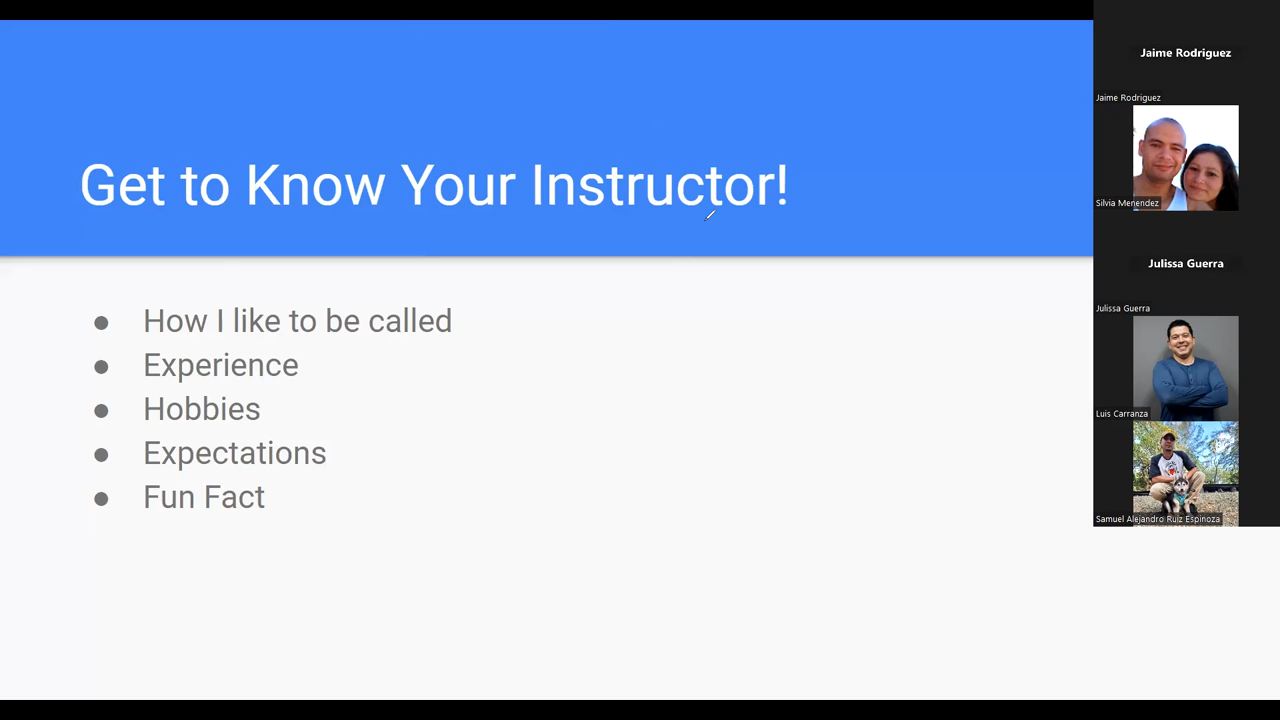 Get to Know Your Instructor!
How I like to be called
Experience
Hobbies
Expectations
Fun Fact
Jaime Rodriguez
Jaime Rodriguez
Silvia Menendez
Julissa Guerra
Julissa Guerra
Luis Carranza
Samuel Alejandro Ruiz Espinoza